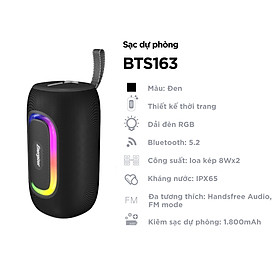 Sạc dự phòng
BTS163
Màu: Đen
Thiết kế thời trang
Dải đèn RGB
Bluetooth: 5.2
Công suất: loa kép 8Wx2
Kháng nước: IPX65
FM
Đa tương thích: Handsfree Audio,
FM mode
Kiêm sạc dự phòng: 1.800mAh
Energizer